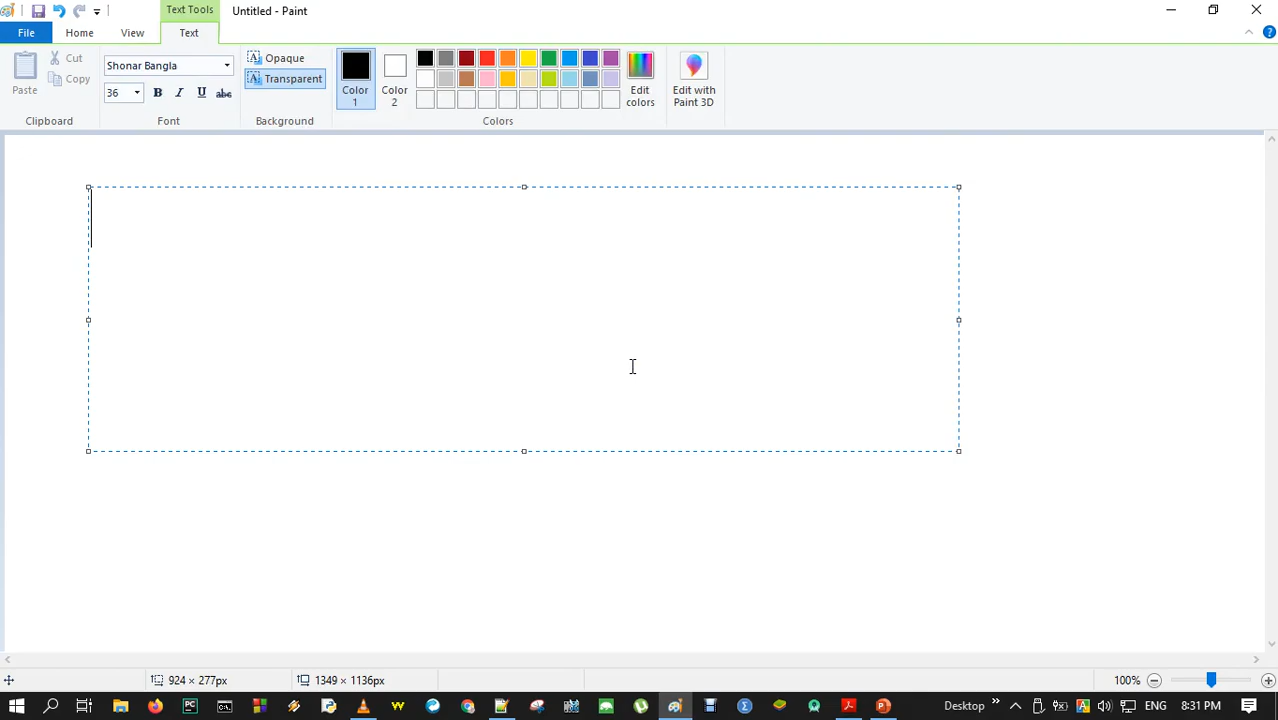 Text Tools
Untitled - Paint
File
Home
View
Text
Paste
Cut
Copy
Clipboard
Shonar Bangla
36
B
I
U
abc
Font
Opaque
Transparent
Background
Color 1
Color 2
Edit colors
Colors
Edit with Paint 3D
924 × 277px
1349 × 1136px
100%
Desktop
ENG
8:31 PM